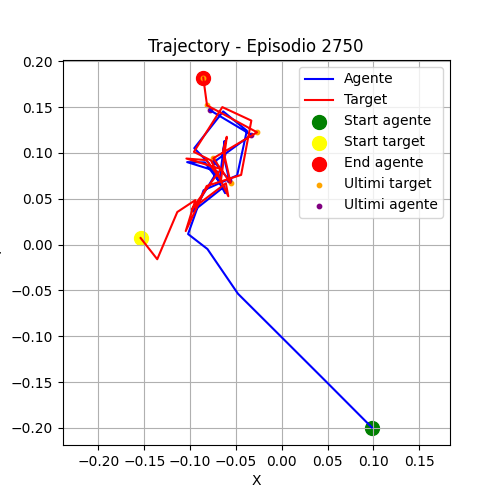 Trajectory - Episodio 2750
Agente
Target
Start agente
Start target
End agente
Ultimi target
Ultimi agente
0.20
0.15
0.10
0.05
0.00
−0.05
−0.10
−0.15
−0.20
−0.20
−0.15
−0.10
−0.05
0.00
0.05
0.10
0.15
X